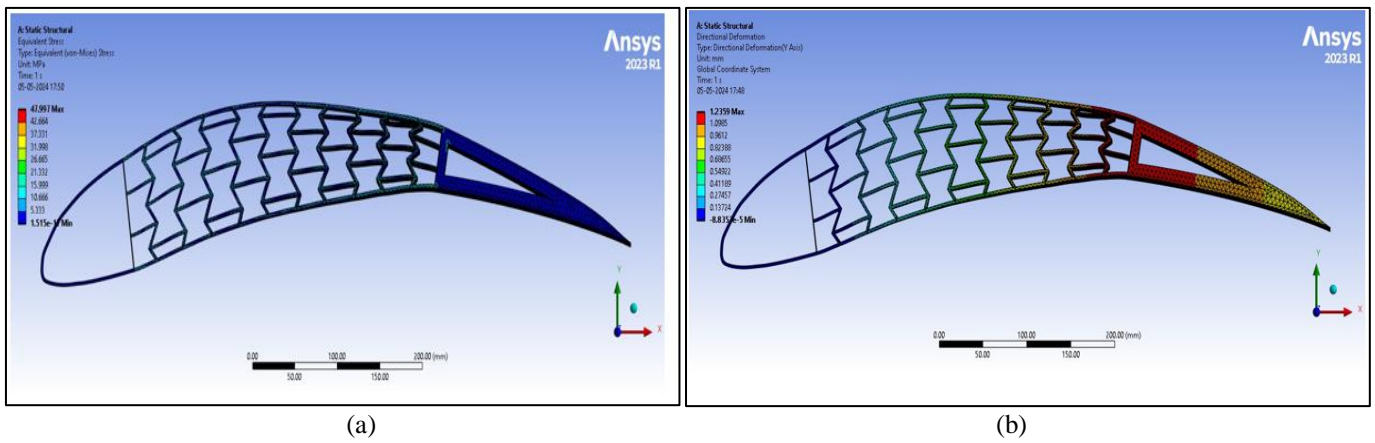 A: Static Structural
Equivalent Stress
Type: Equivalent (von-Mises) Stress
Unit: MPa
Time: 1 s
05-05-2024 17:50
47.997 Max
42.664
37.331
31.998
26.665
21.332
15.999
10.666
5.333
Min
Ansys
2023 R1
Y
X
0.00
100.00
200.00 (mm)
50.00
150.00
(a)
A: Static Structural
Directional Deformation
Type: Directional Deformation(Y Axis)
Unit: mm
Global Coordinate System
Time: 1 s
05-05-2024 17:48
1.2359 Max
1.0985
0.9612
0.82388
0.68655
0.54922
0.41189
0.27457
0.13724
Min
Ansys
2023 R1
Y
X
0.00
100.00
200.00 (mm)
50.00
150.00
(b)